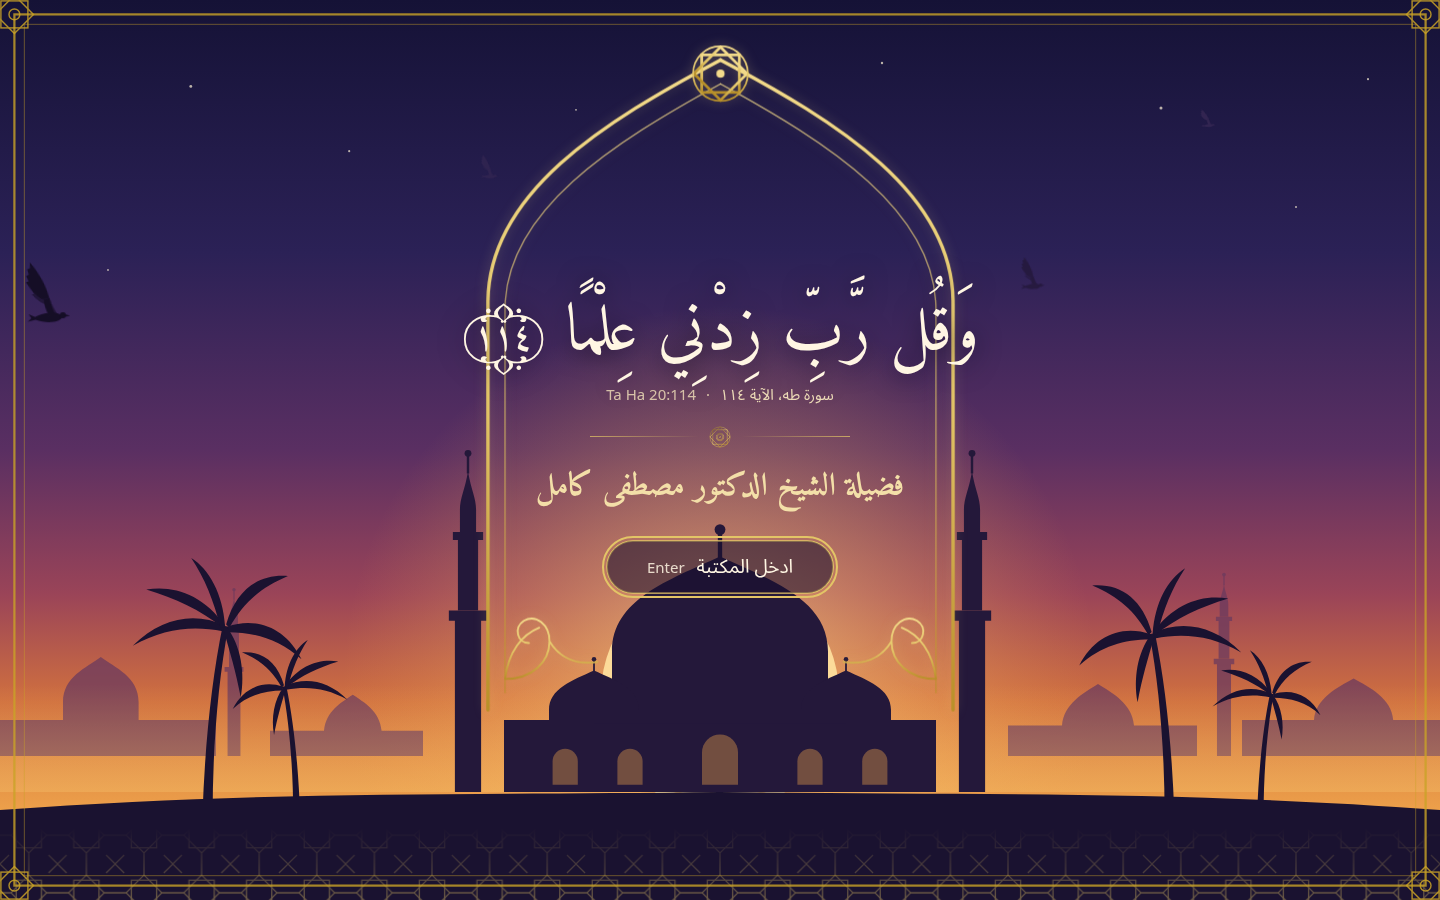 وَقُل رَّبِّ زِدْنِي عِلْمًا ١١٤
سورة طه، الآية ١١٤ · Ta Ha 20:114
فضيلة الشيخ الدكتور مصطفى كامل
ادخل المكتبة Enter